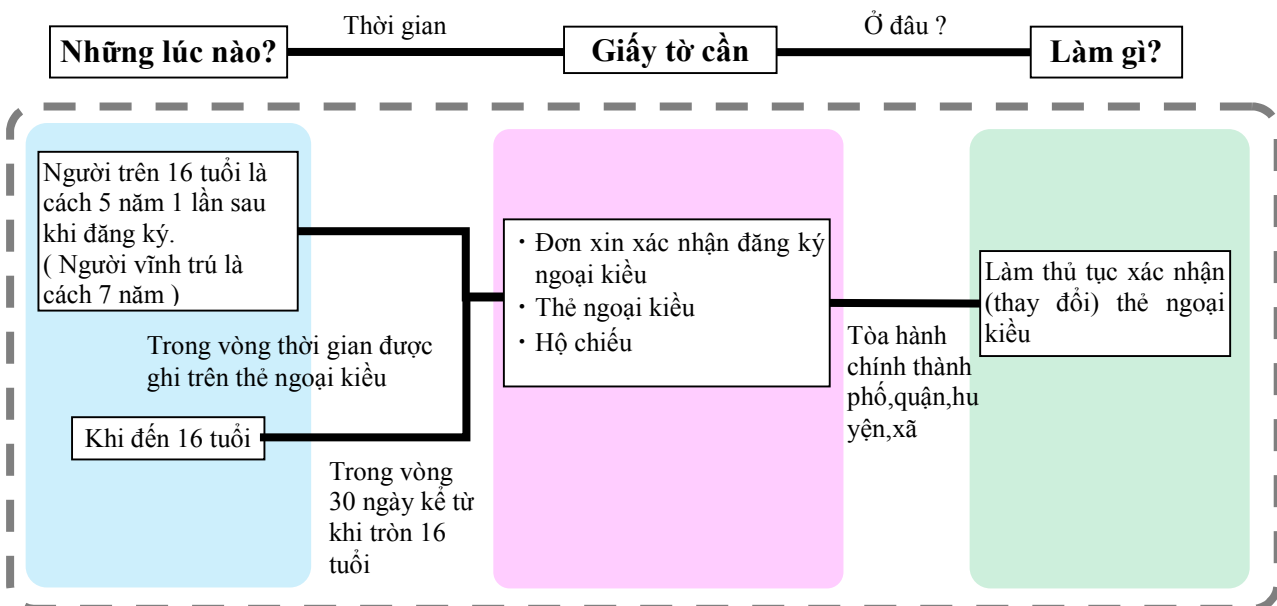 Những lúc nào?
Thời gian
Giấy tờ cần
Ở đâu ?
Làm gì?
Người trên 16 tuổi là
cách 5 năm 1 lần sau
khi đăng ký.
( Người vĩnh trú là
cách 7 năm )
Trong vòng thời gian được
ghi trên thẻ ngoại kiều
Khi đến 16 tuổi
Trong vòng
30 ngày kể từ
khi tròn 16
tuổi
・Đơn xin xác nhận đăng ký
ngoại kiều
・Thẻ ngoại kiều
・Hộ chiếu
Tòa hành
chính thành
phố,quận,hu
yện,xã
Làm thủ tục xác nhận
(thay đổi) thẻ ngoại
kiều